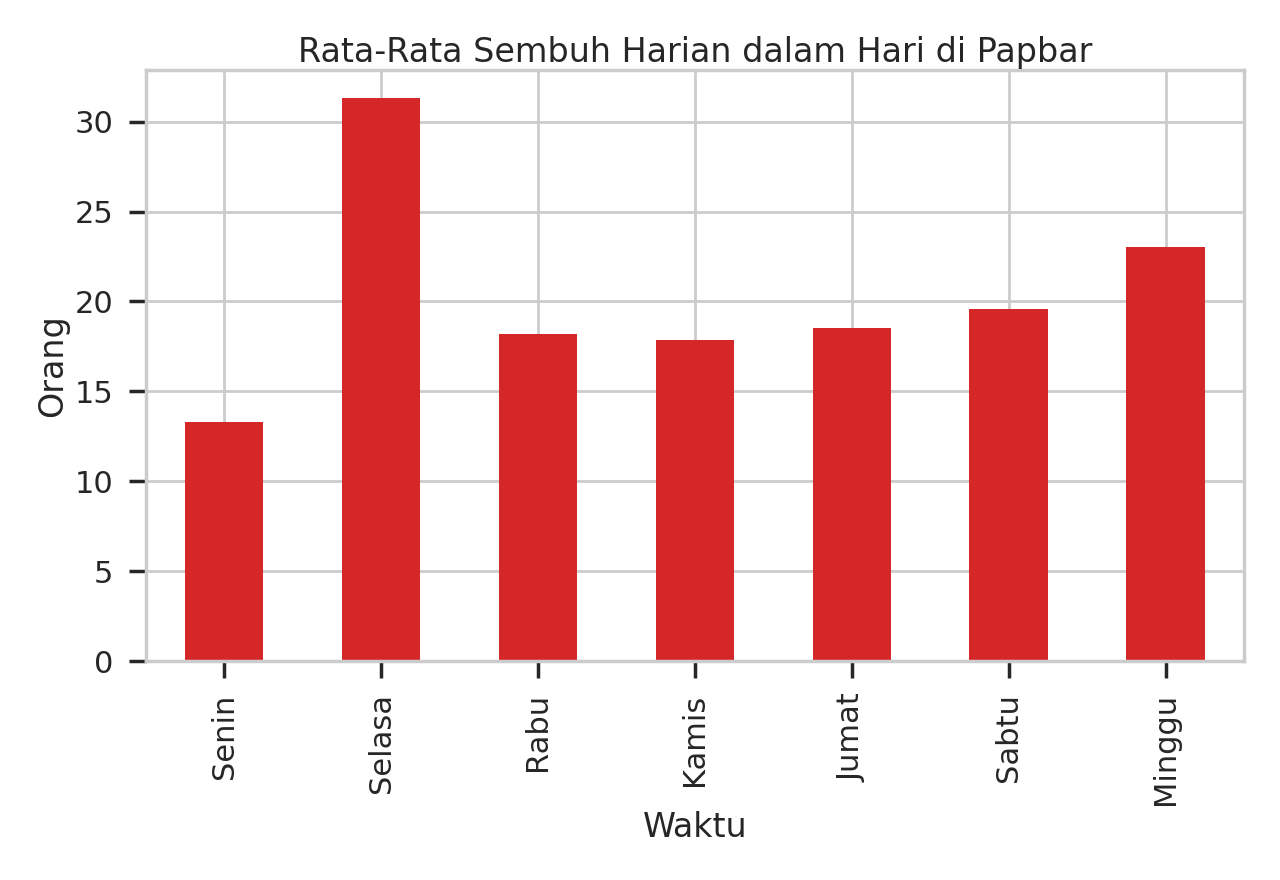 Rata-Rata Sembuh Harian dalam Hari di Papbar
Orang
30
25
20
15
10
5
0
Senin
Selasa
Rabu
Kamis
Jumat
Sabtu
Minggu
Waktu